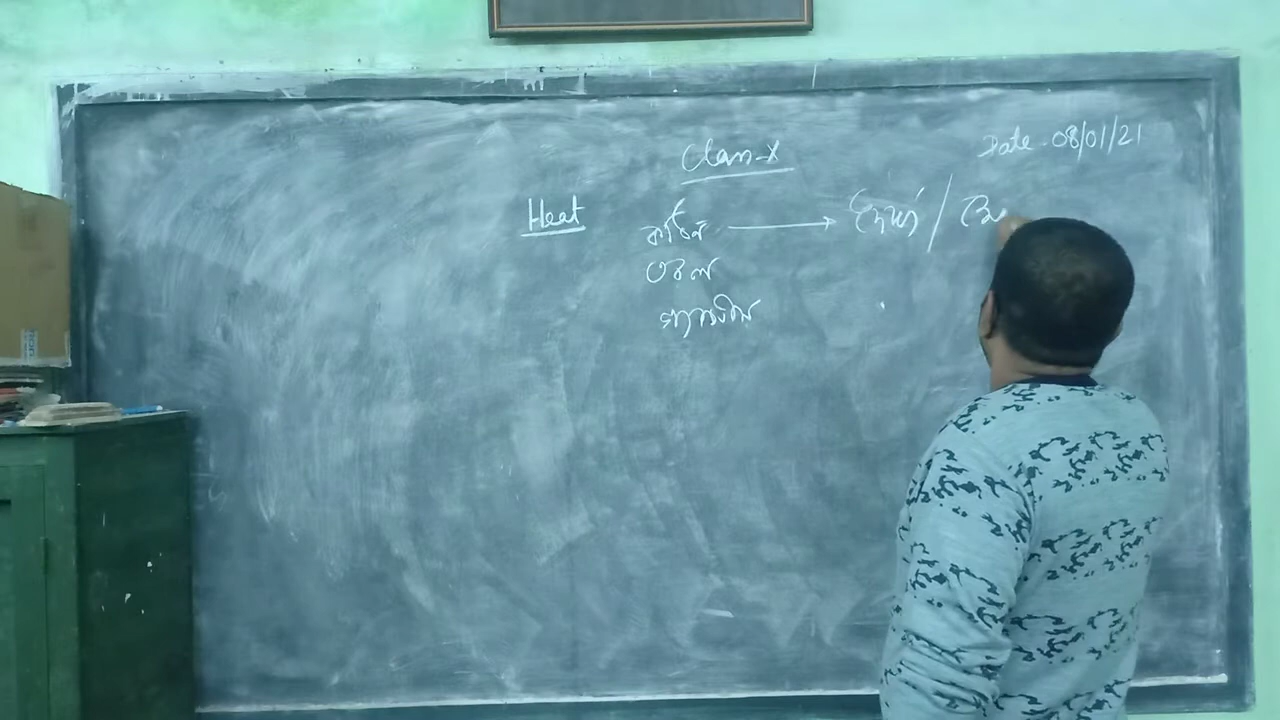 Class-X
Date - 08/01/21
Heat
কঠিন → দৈর্ঘ্য /
তরল
গ্যাসীয়